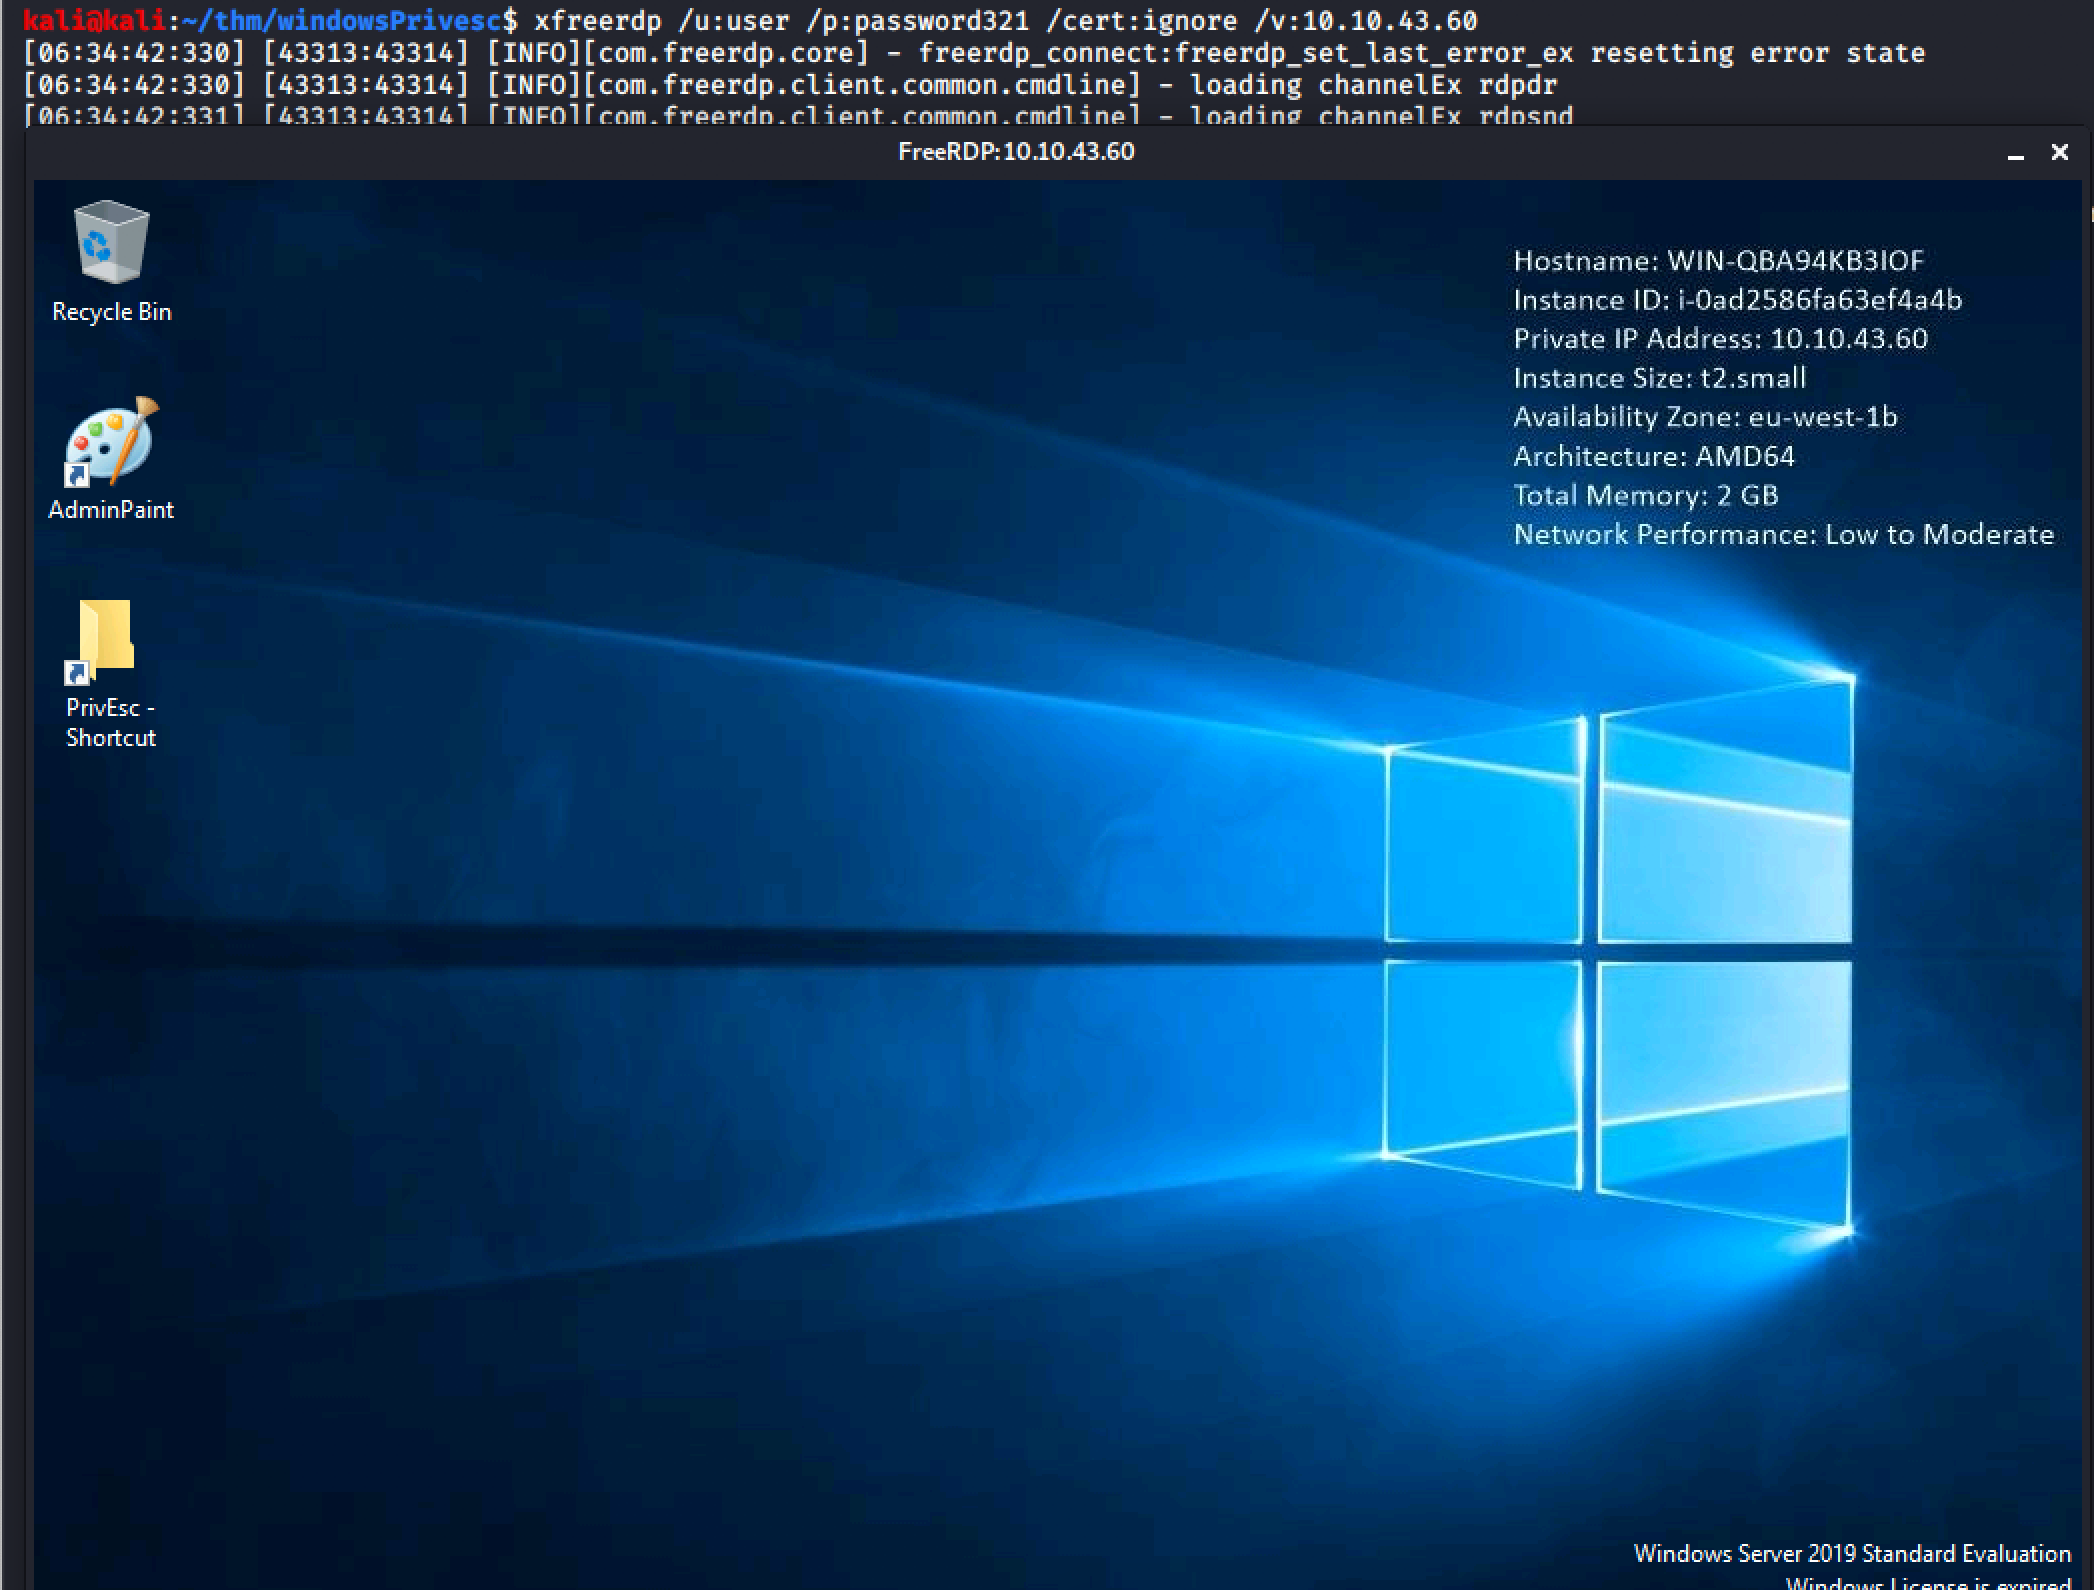 kali@kali:~/thm/windowsPrivesc$ xfreerdp /u:user /p:password321 /cert:ignore /v:10.10.43.60
[06:34:42:330] [43313:43314] [INFO][com.freerdp.core] - freerdp_connect:freerdp_set_last_error_ex resetting error state
[06:34:42:330] [43313:43314] [INFO][com.freerdp.client.common.cmdline] - loading channelEx rdpdr
[06:34:42:331] [43313:43314] [INFO][com.freerdp.client.common.cmdline] - loading channelEx rdpsnd
FreeRDP:10.10.43.60
Recycle Bin
AdminPaint
PrivEsc -
Shortcut
Hostname: WIN-QBA94KB3IOF
Instance ID: i-0ad2586fa63ef4a4b
Private IP Address: 10.10.43.60
Instance Size: t2.small
Availability Zone: eu-west-1b
Architecture: AMD64
Total Memory: 2 GB
Network Performance: Low to Moderate
Windows Server 2019 Standard Evaluation
Windows License is expired